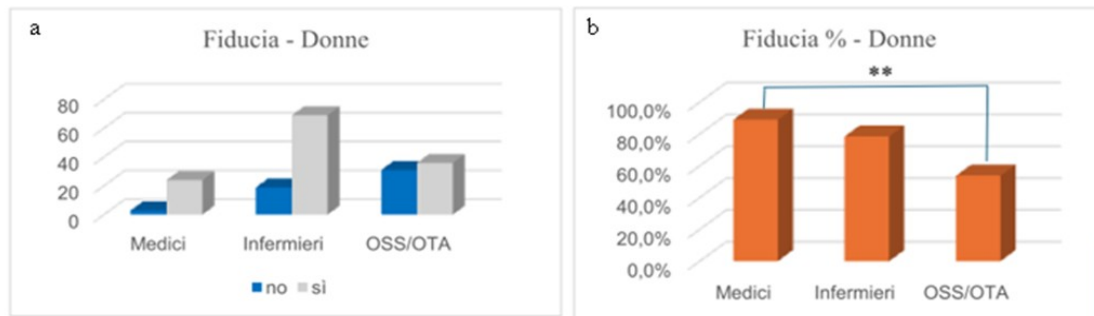 a
Fiducia - Donne
80
60
40
20
0
Medici Infermieri OSS/OTA
no sì
b
Fiducia % - Donne
**
100,0%
80,0%
60,0%
40,0%
20,0%
0,0%
Medici Infermieri OSS/OTA